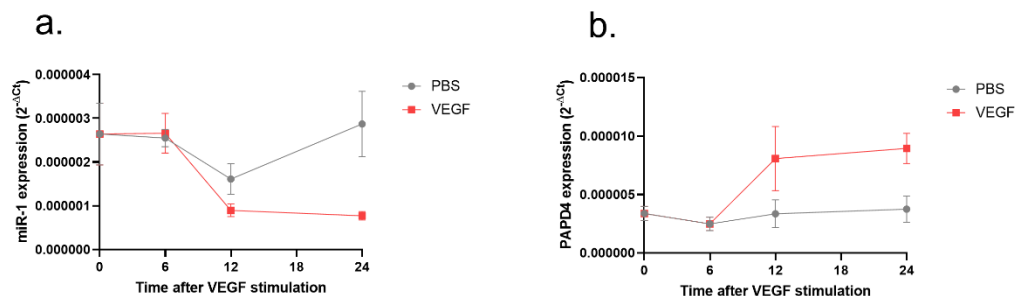 a.
miR-1 expression (2^-ΔCt)
0.000004
0.000003
0.000002
0.000001
0.000000
0 6 12 18 24
Time after VEGF stimulation
PBS
VEGF
b.
PAPD4 expression (2^-ΔCt)
0.000015
0.000010
0.000005
0.000000
0 6 12 18 24
Time after VEGF stimulation
PBS
VEGF